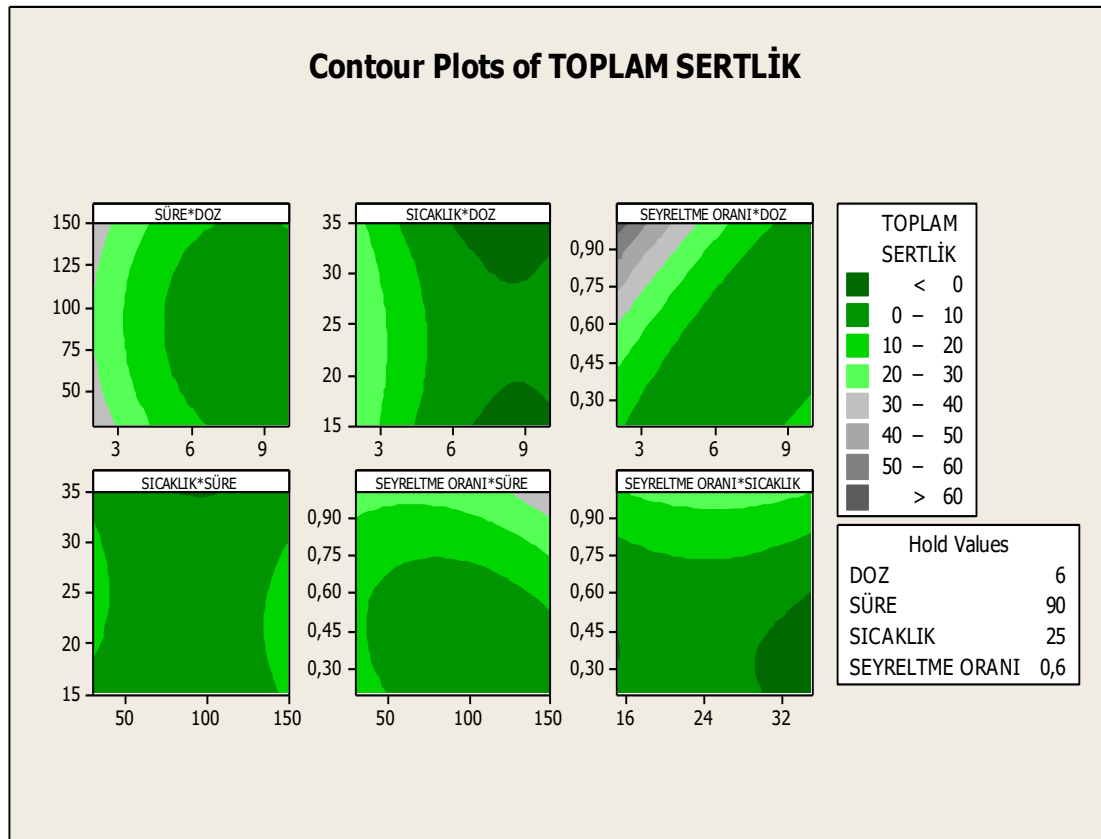 Contour Plots of TOPLAM SERTLİK
SÜRE*DOZ
150
125
100
75
50
3 6 9
SICAKLIK*DOZ
35
30
25
20
15
3 6 9
SEYRELTME ORANI*DOZ
0,90
0,75
0,60
0,45
0,30
3 6 9
SICAKLIK*SÜRE
35
30
25
20
15
50 100 150
SEYRELTME ORANI*SÜRE
0,90
0,75
0,60
0,45
0,30
50 100 150
SEYRELTME ORANI*SICAKLIK
0,90
0,75
0,60
0,45
0,30
16 24 32
TOPLAM
SERTLİK
< 0
0 – 10
10 – 20
20 – 30
30 – 40
40 – 50
50 – 60
> 60
Hold Values
DOZ 6
SÜRE 90
SICAKLIK 25
SEYRELTME ORANI 0,6